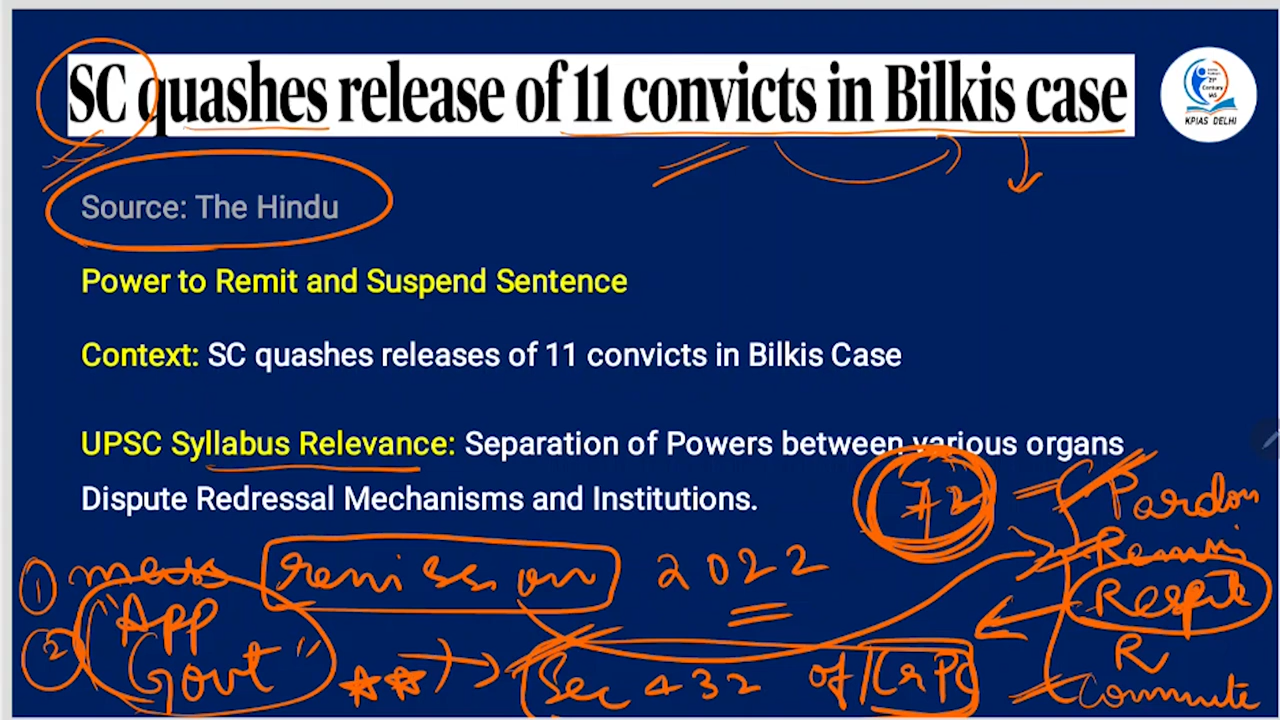 SC quashes release of 11 convicts in Bilkis case
KPIAS DELHI
Source: The Hindu
Power to Remit and Suspend Sentence
Context: SC quashes releases of 11 convicts in Bilkis Case
UPSC Syllabus Relevance: Separation of Powers between various organs
Dispute Redressal Mechanisms and Institutions.
72
Pardon
1 remission 2022
Respite
2 "App
Govt"
R
Sec 432 of CrPC
Commute